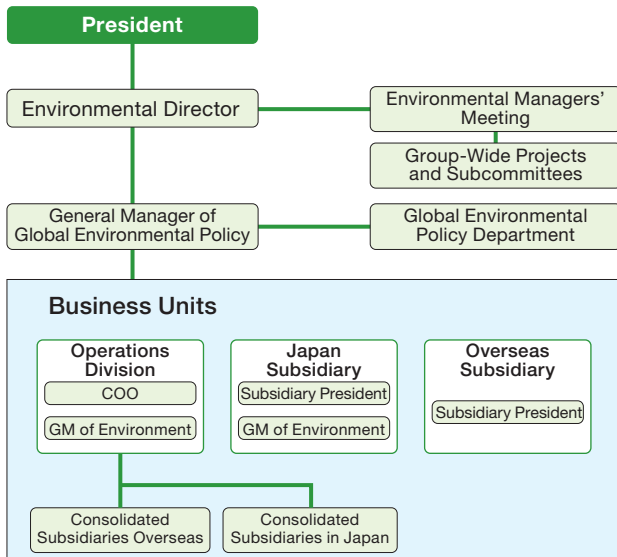 President
Environmental Director
Environmental Managers'
Meeting
Group-Wide Projects
and Subcommittees
General Manager of
Global Environmental Policy
Global Environmental
Policy Department
Business Units
Operations
Division
COO
GM of Environment
Japan
Subsidiary
Subsidiary President
GM of Environment
Overseas
Subsidiary
Subsidiary President
Consolidated
Subsidiaries Overseas
Consolidated
Subsidiaries in Japan